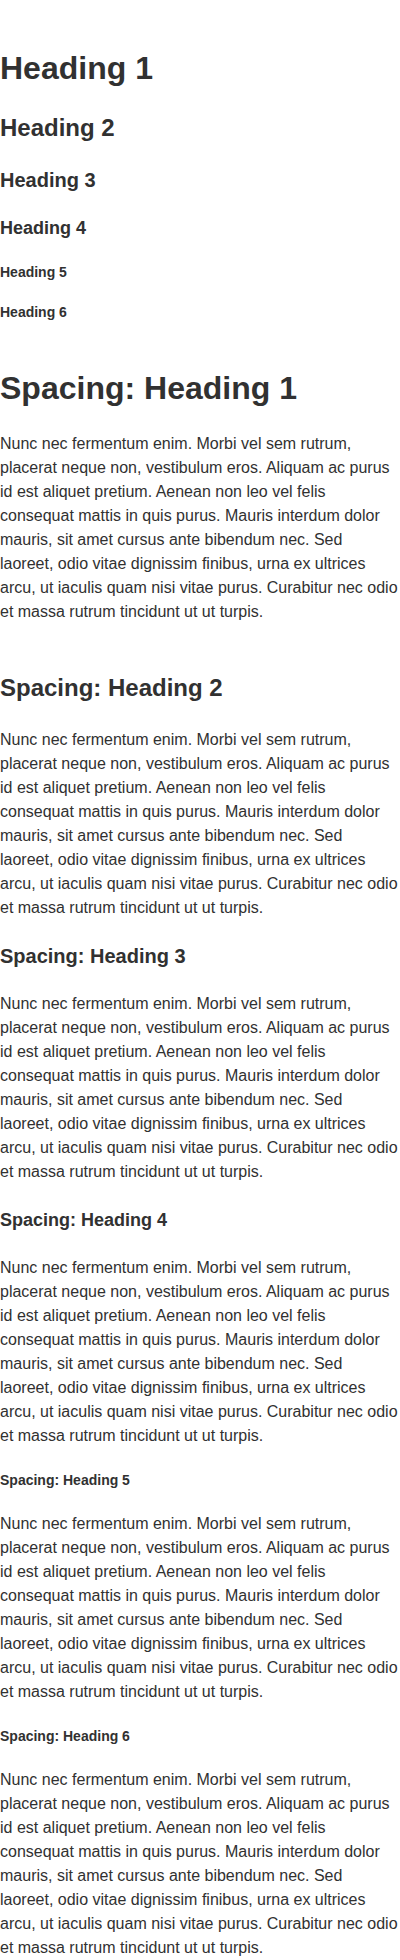 Heading 1
Heading 2
Heading 3
Heading 4
Heading 5
Heading 6
Spacing: Heading 1
Nunc nec fermentum enim. Morbi vel sem rutrum,
placerat neque non, vestibulum eros. Aliquam ac purus
id est aliquet pretium. Aenean non leo vel felis
consequat mattis in quis purus. Mauris interdum dolor
mauris, sit amet cursus ante bibendum nec. Sed
laoreet, odio vitae dignissim finibus, urna ex ultrices
arcu, ut iaculis quam nisi vitae purus. Curabitur nec odio
et massa rutrum tincidunt ut ut turpis.
Spacing: Heading 2
Nunc nec fermentum enim. Morbi vel sem rutrum,
placerat neque non, vestibulum eros. Aliquam ac purus
id est aliquet pretium. Aenean non leo vel felis
consequat mattis in quis purus. Mauris interdum dolor
mauris, sit amet cursus ante bibendum nec. Sed
laoreet, odio vitae dignissim finibus, urna ex ultrices
arcu, ut iaculis quam nisi vitae purus. Curabitur nec odio
et massa rutrum tincidunt ut ut turpis.
Spacing: Heading 3
Nunc nec fermentum enim. Morbi vel sem rutrum,
placerat neque non, vestibulum eros. Aliquam ac purus
id est aliquet pretium. Aenean non leo vel felis
consequat mattis in quis purus. Mauris interdum dolor
mauris, sit amet cursus ante bibendum nec. Sed
laoreet, odio vitae dignissim finibus, urna ex ultrices
arcu, ut iaculis quam nisi vitae purus. Curabitur nec odio
et massa rutrum tincidunt ut ut turpis.
Spacing: Heading 4
Nunc nec fermentum enim. Morbi vel sem rutrum,
placerat neque non, vestibulum eros. Aliquam ac purus
id est aliquet pretium. Aenean non leo vel felis
consequat mattis in quis purus. Mauris interdum dolor
mauris, sit amet cursus ante bibendum nec. Sed
laoreet, odio vitae dignissim finibus, urna ex ultrices
arcu, ut iaculis quam nisi vitae purus. Curabitur nec odio
et massa rutrum tincidunt ut ut turpis.
Spacing: Heading 5
Nunc nec fermentum enim. Morbi vel sem rutrum,
placerat neque non, vestibulum eros. Aliquam ac purus
id est aliquet pretium. Aenean non leo vel felis
consequat mattis in quis purus. Mauris interdum dolor
mauris, sit amet cursus ante bibendum nec. Sed
laoreet, odio vitae dignissim finibus, urna ex ultrices
arcu, ut iaculis quam nisi vitae purus. Curabitur nec odio
et massa rutrum tincidunt ut ut turpis.
Spacing: Heading 6
Nunc nec fermentum enim. Morbi vel sem rutrum,
placerat neque non, vestibulum eros. Aliquam ac purus
id est aliquet pretium. Aenean non leo vel felis
consequat mattis in quis purus. Mauris interdum dolor
mauris, sit amet cursus ante bibendum nec. Sed
laoreet, odio vitae dignissim finibus, urna ex ultrices
arcu, ut iaculis quam nisi vitae purus. Curabitur nec odio
et massa rutrum tincidunt ut ut turpis.